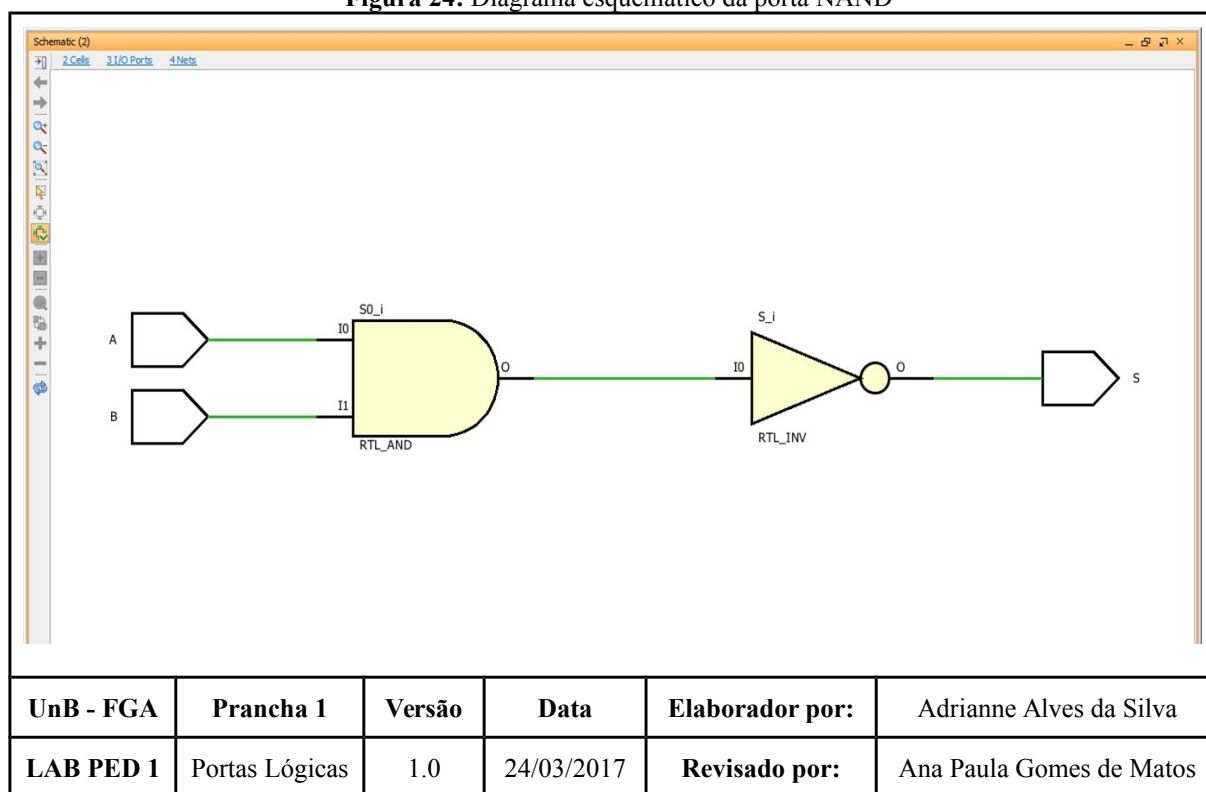 Figura 24: Diagrama esquemático da porta NAND
Schematic (2)
2 Cells 3 I/O Ports 4 Nets
S0_i
S_i
A
I0
O
I0
O
S
B
I1
RTL_AND
RTL_INV
UnB - FGA Prancha 1 Versão Data Elaborador por: Adrianne Alves da Silva
LAB PED 1 Portas Lógicas 1.0 24/03/2017 Revisado por: Ana Paula Gomes de Matos